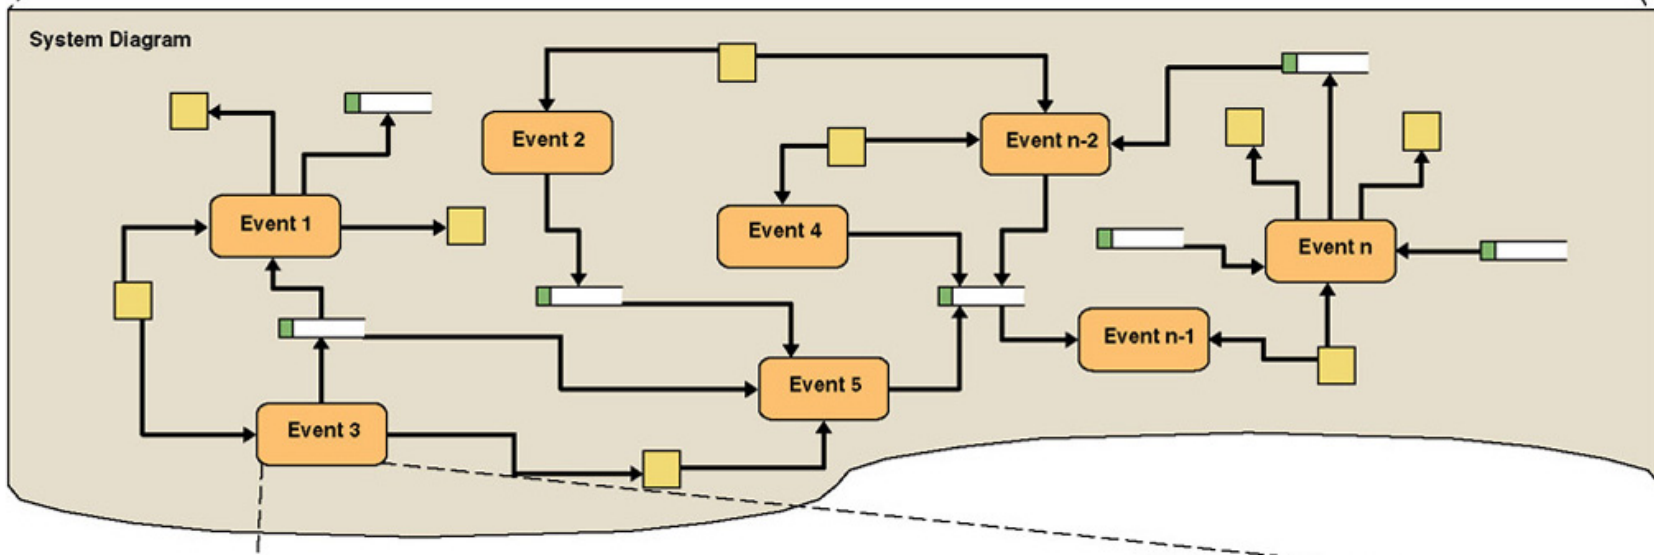 System Diagram
Event 2
Event n-2
Event 1
Event 4
Event n
Event n-1
Event 5
Event 3